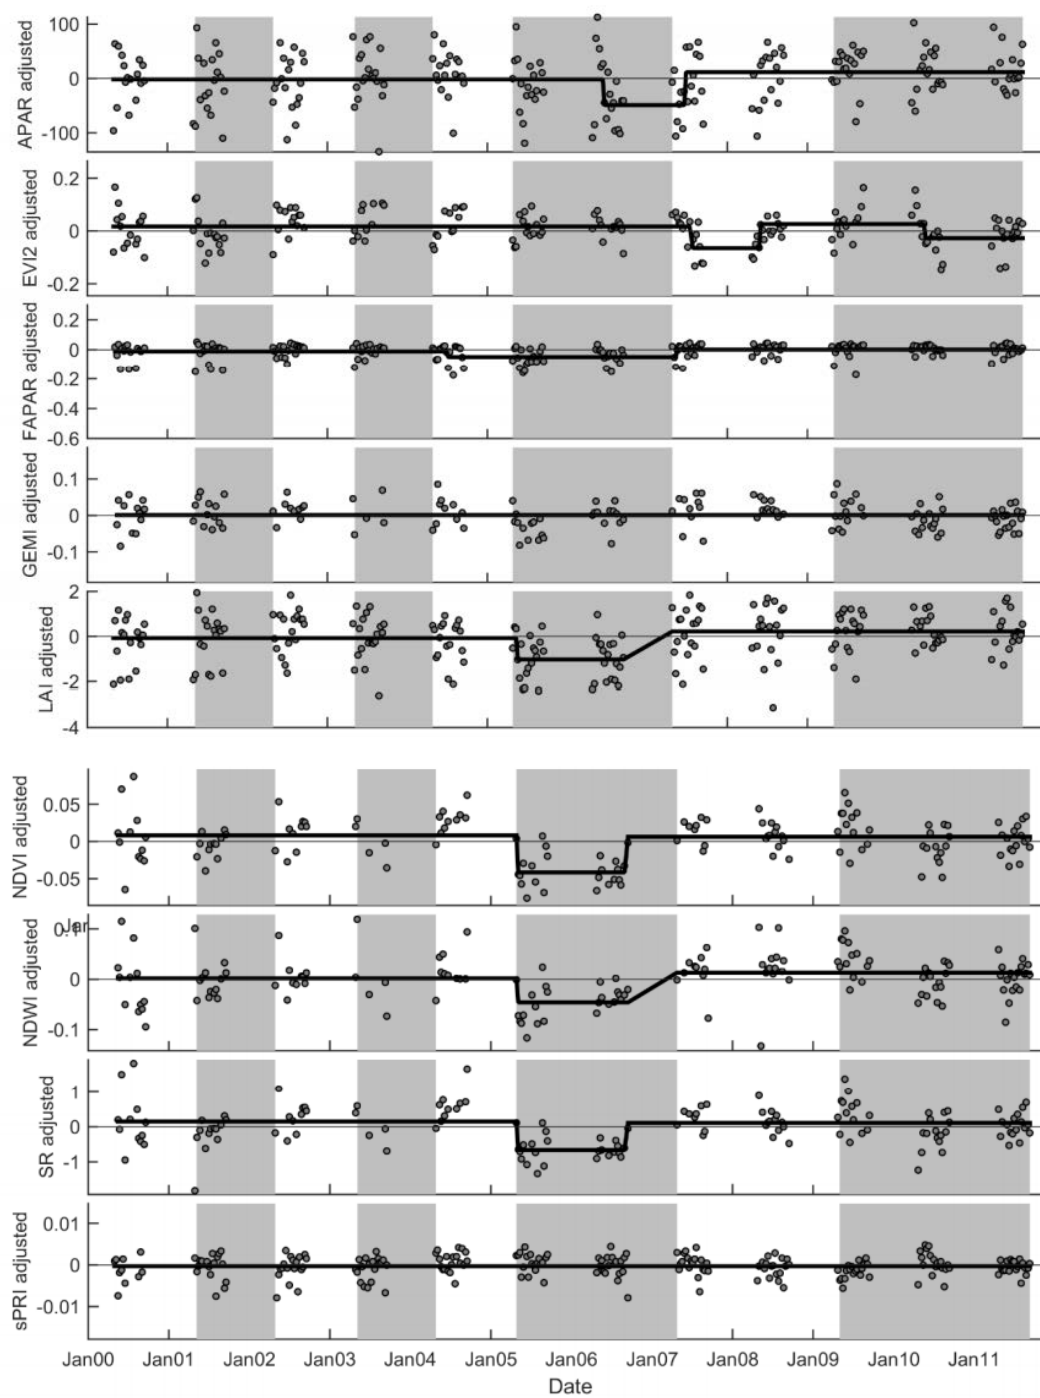 APAR adjusted
100
0
-100
EVI2 adjusted
0.2
0
-0.2
FAPAR adjusted
0.2
0
-0.2
-0.4
-0.6
GEMI adjusted
0.1
0
-0.1
LAI adjusted
2
0
-2
-4
NDVI adjusted
0.05
0
-0.05
NDWI adjusted
0
-0.1
SR adjusted
1
0
-1
sPRI adjusted
0.01
0
-0.01
Jan00 Jan01 Jan02 Jan03 Jan04 Jan05 Jan06 Jan07 Jan08 Jan09 Jan10 Jan11
Date